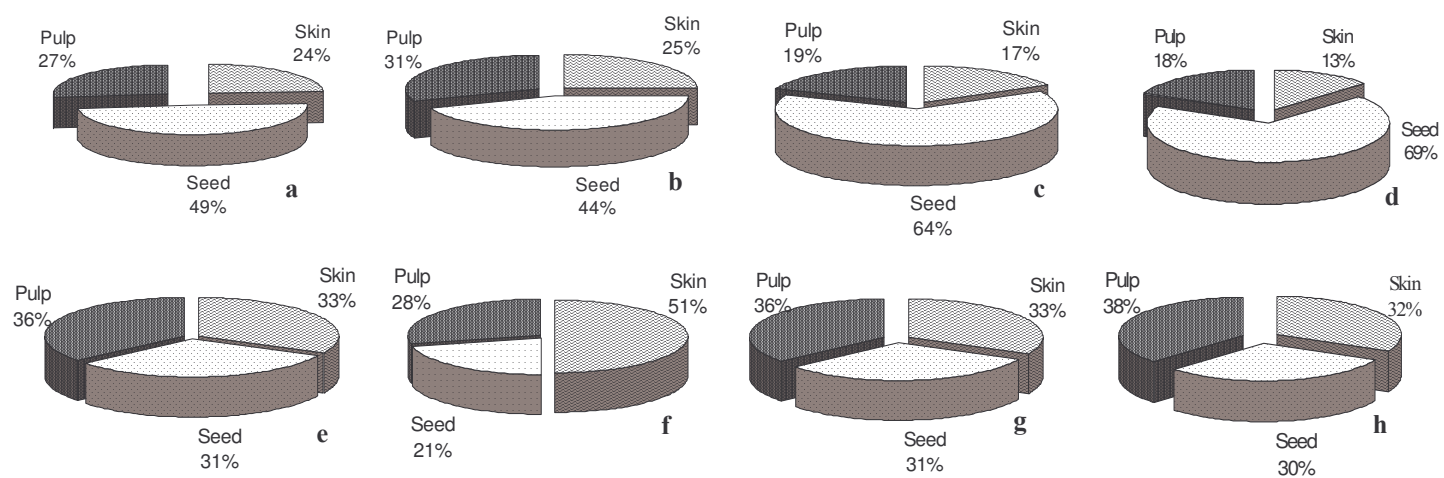 Pulp
27%
Skin
24%
Seed
49%
a
Pulp
31%
Skin
25%
Seed
44%
b
Pulp
19%
Skin
17%
Seed
64%
c
Pulp
18%
Skin
13%
Seed
69%
d
Pulp
36%
Skin
33%
Seed
31%
e
Pulp
28%
Skin
51%
Seed
21%
f
Pulp
36%
Skin
33%
Seed
31%
g
Pulp
38%
Skin
32%
Seed
30%
h